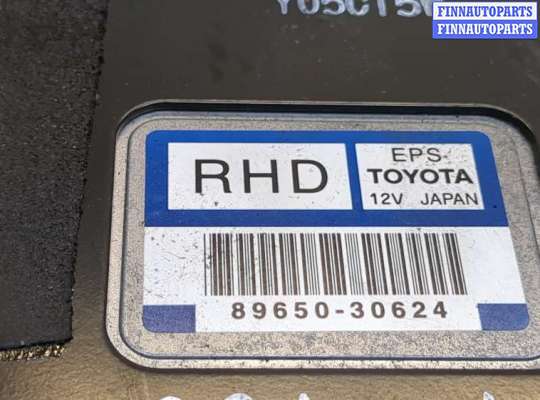 FINNAUTOPARTS
FINNAUTOPARTS
RHD
EPS
TOYOTA
12V JAPAN
89650-30624